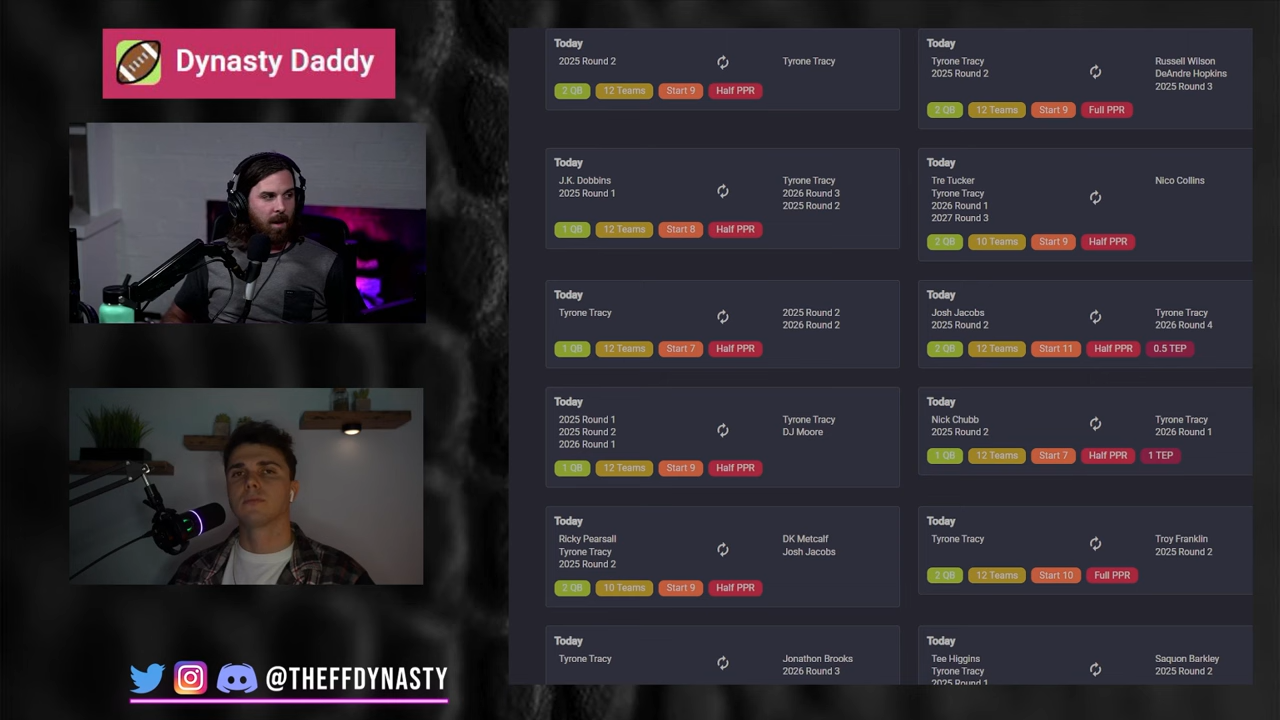 Dynasty Daddy
@THEFFDYNASTY
Today
2025 Round 2
Tyrone Tracy
2 QB 12 Teams Start 9 Half PPR
Today
Tyrone Tracy
2025 Round 2
Russell Wilson
DeAndre Hopkins
2025 Round 3
2 QB 12 Teams Start 9 Full PPR
Today
J.K. Dobbins
2025 Round 1
Tyrone Tracy
2026 Round 3
2025 Round 2
1 QB 12 Teams Start 8 Half PPR
Today
Tre Tucker
Tyrone Tracy
2026 Round 1
2027 Round 3
Nico Collins
2 QB 10 Teams Start 9 Half PPR
Today
Tyrone Tracy
2025 Round 2
2026 Round 2
1 QB 12 Teams Start 7 Half PPR
Today
Josh Jacobs
2025 Round 2
Tyrone Tracy
2026 Round 4
2 QB 12 Teams Start 11 Half PPR 0.5 TEP
Today
2025 Round 1
2025 Round 2
2026 Round 1
Tyrone Tracy
DJ Moore
1 QB 12 Teams Start 9 Half PPR
Today
Nick Chubb
2025 Round 2
Tyrone Tracy
2026 Round 1
1 QB 12 Teams Start 7 Half PPR 1 TEP
Today
Ricky Pearsall
Tyrone Tracy
2025 Round 2
DK Metcalf
Josh Jacobs
2 QB 10 Teams Start 9 Half PPR
Today
Tyrone Tracy
Troy Franklin
2025 Round 2
2 QB 12 Teams Start 10 Full PPR
Today
Tyrone Tracy
Jonathon Brooks
2026 Round 3
Today
Tee Higgins
Tyrone Tracy
2025 Round 1
Saquon Barkley
2025 Round 2